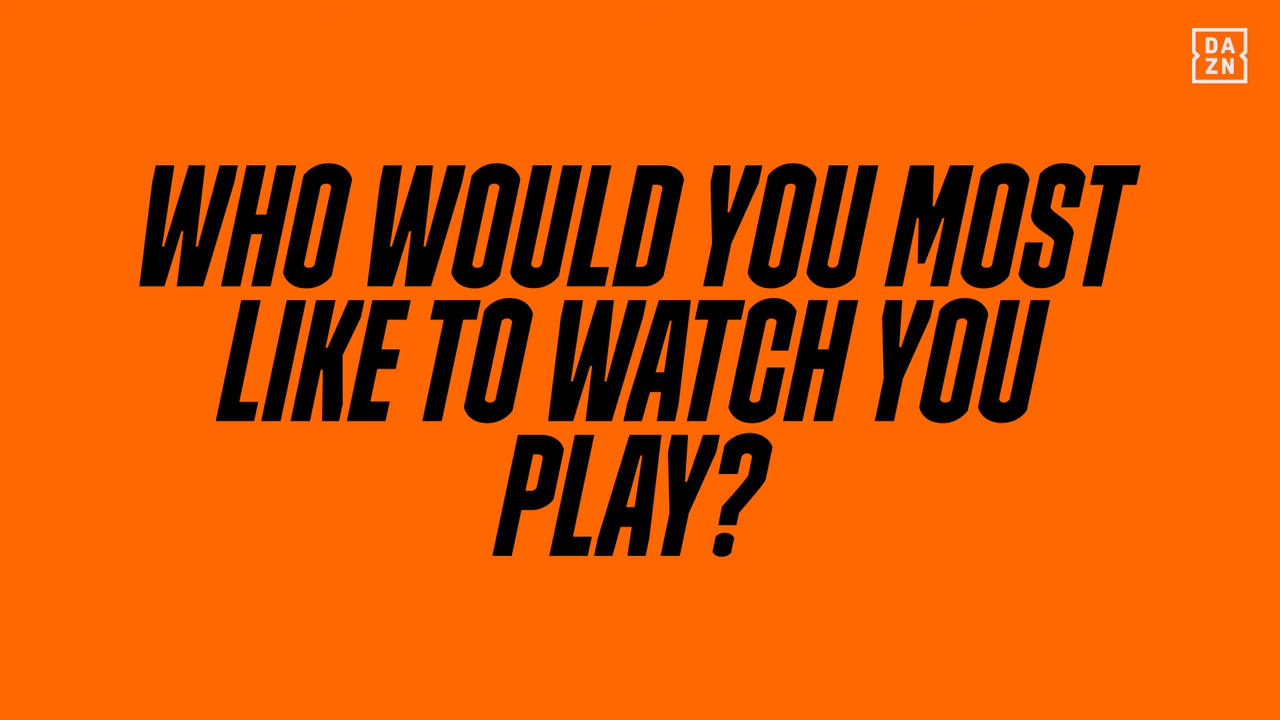 DA
ZN
WHO WOULD YOU MOST
LIKE TO WATCH YOU
PLAY?